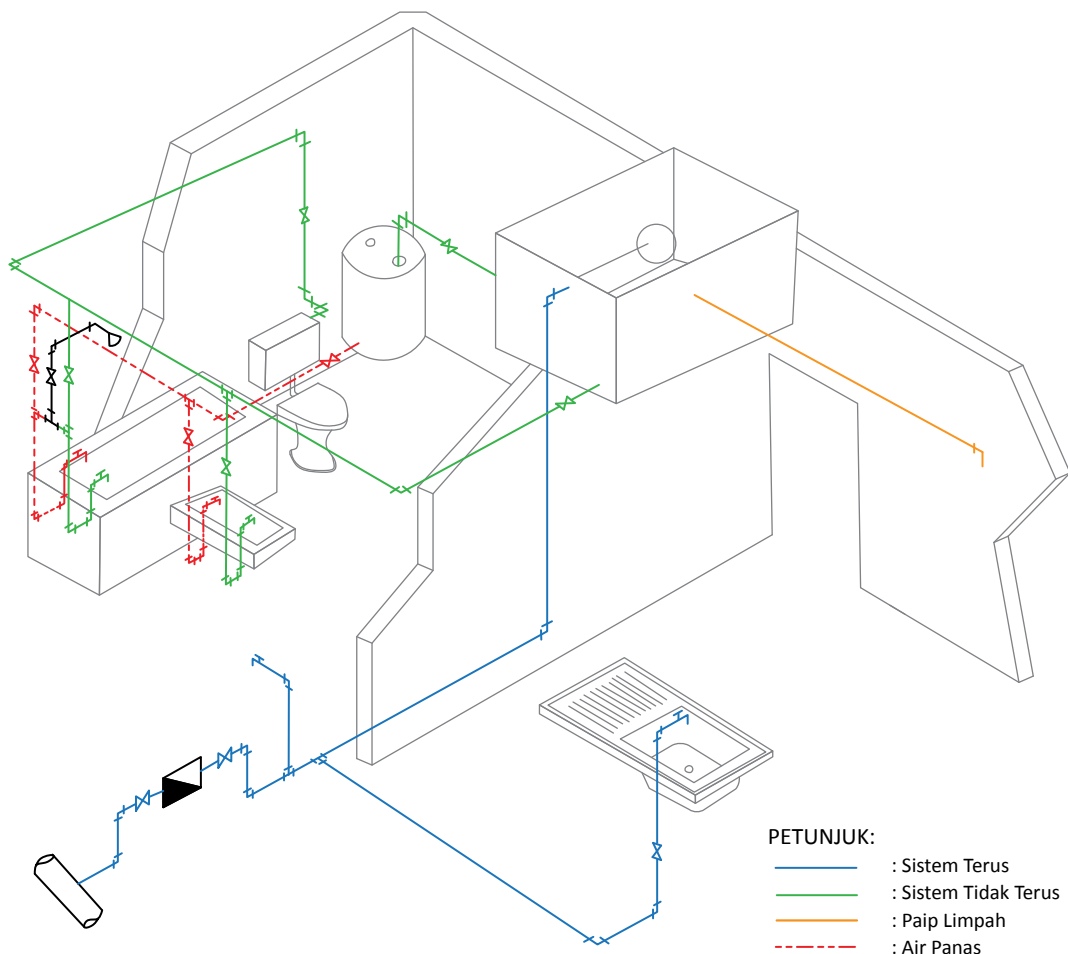 PETUNJUK:
: Sistem Terus
: Sistem Tidak Terus
: Paip Limpah
: Air Panas